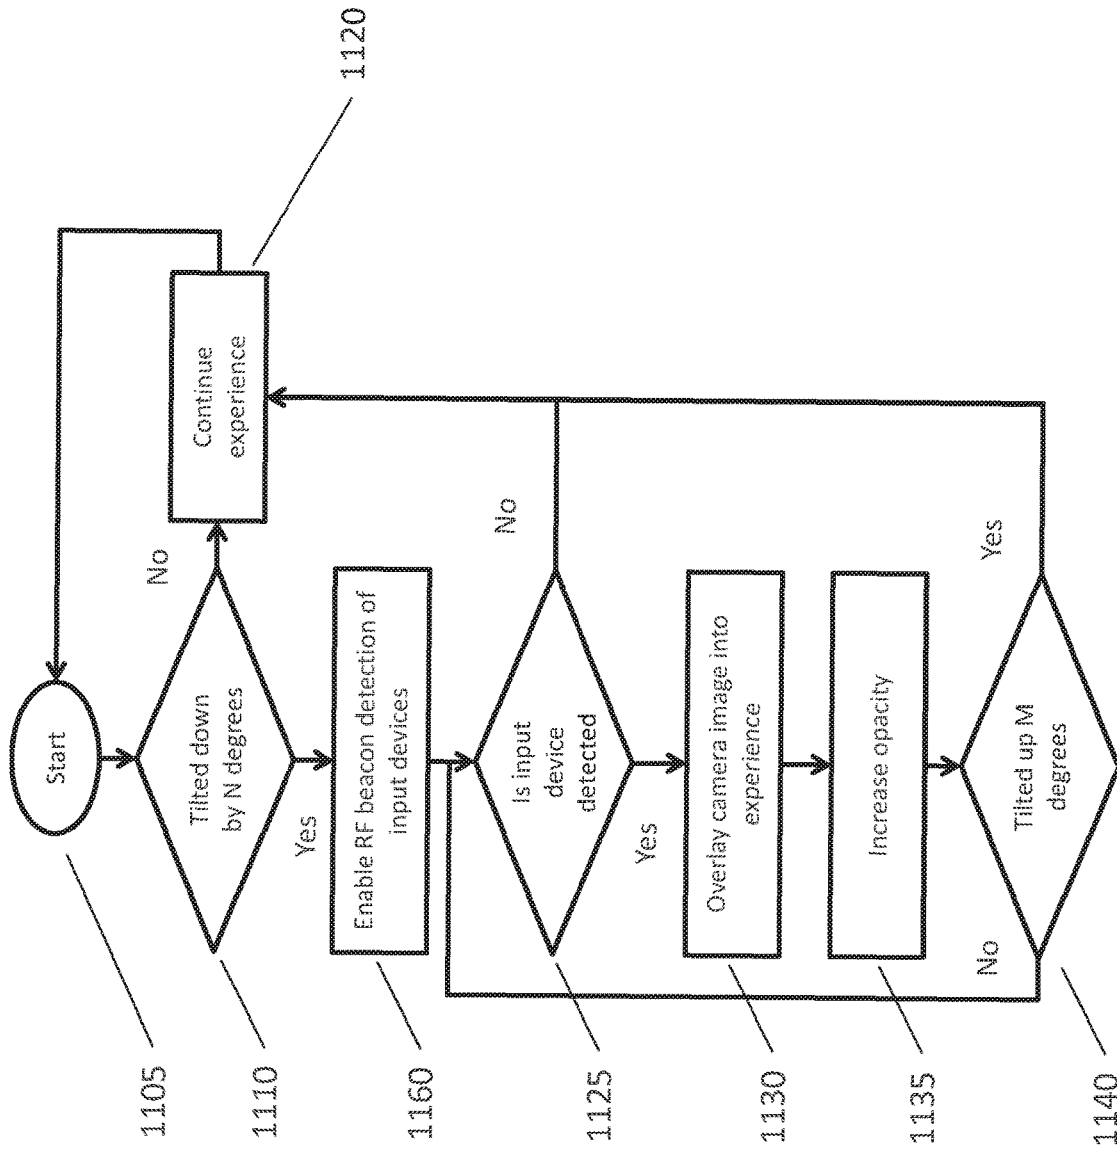 Start
1105
Tilted down
by N degrees
1110
No
Continue
experience
1120
Yes
Enable RF beacon detection of
input devices
1160
Is input
device
detected
1125
No
Yes
Overlay camera image into
experience
1130
Increase opacity
1135
Tilted up M
degrees
1140
No
Yes